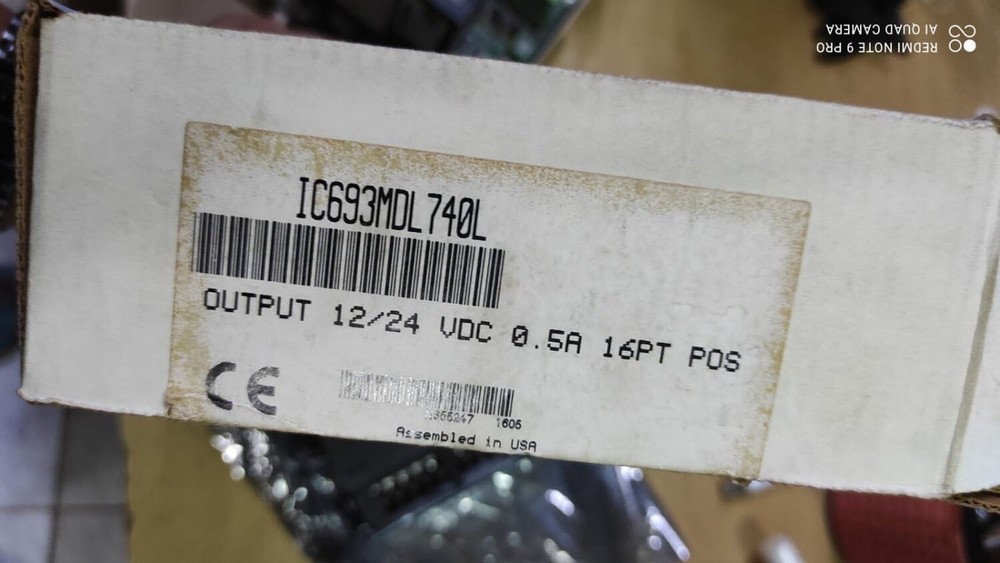 IC693MDL740L
OUTPUT 12/24 VDC 0.5A 16PT POS
CE
1605
Assembled in USA
REDMI NOTE 9 PRO
AI QUAD CAMERA